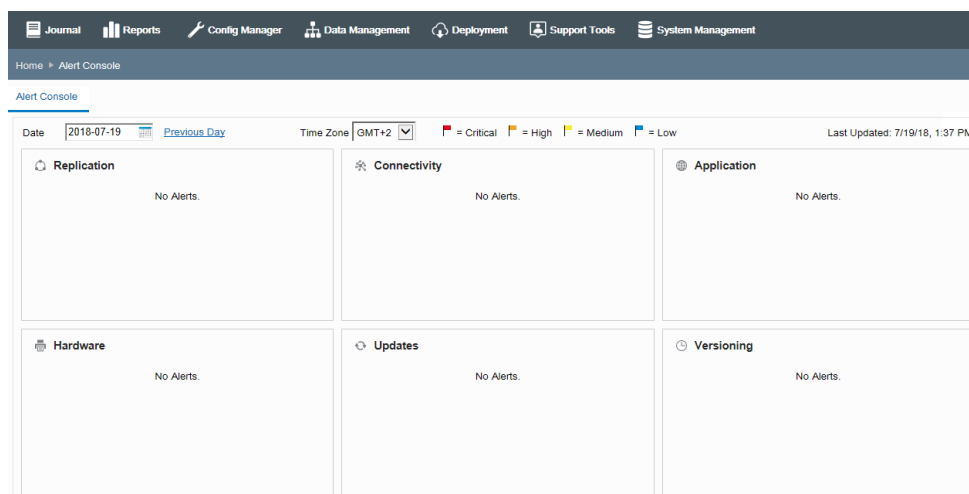 Journal Reports Config Manager Data Management Deployment Support Tools System Management
Home Alert Console
Alert Console
Date 2018-07-19 Previous Day Time Zone GMT+2 = Critical = High = Medium = Low Last Updated: 7/19/18, 1:37 PM
Replication Connectivity Application
No Alerts. No Alerts. No Alerts.
Hardware Updates Versioning
No Alerts. No Alerts. No Alerts.